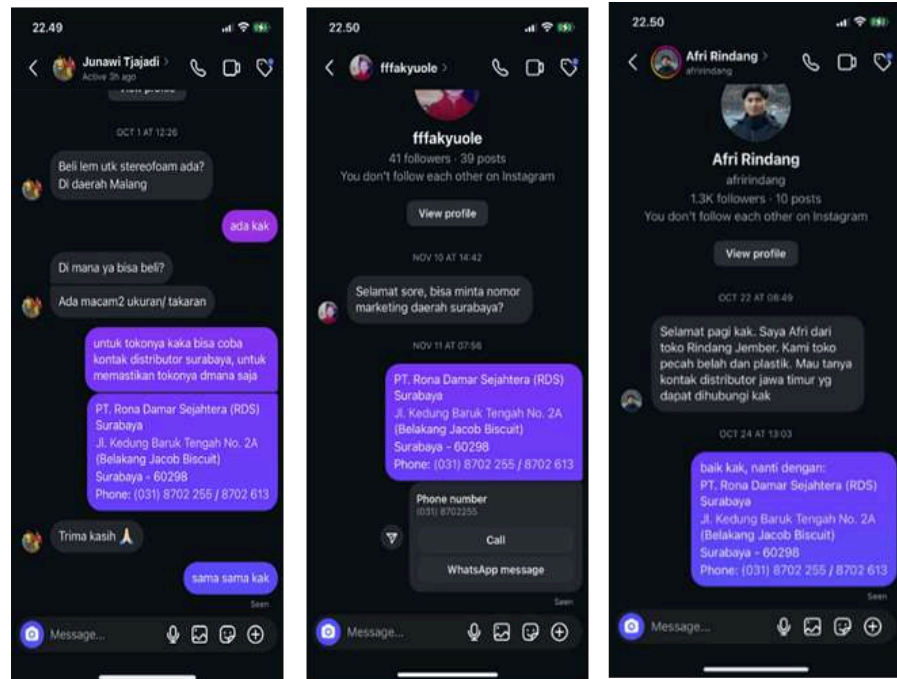 22.49
Junawi Tjajadi
Active 3h ago
View profile
OCT 1 AT 12:26
Beli lem utk stereofoam ada?
Di daerah Malang
ada kak
Di mana ya bisa beli?
Ada macam2 ukuran/ takaran
untuk tokonya kaka bisa coba
kontak distributor surabaya, untuk
memastikan tokonya dmana saja
PT. Rona Damar Sejahtera (RDS)
Surabaya
Jl. Kedung Baruk Tengah No. 2A
(Belakang Jacob Biscuit)
Surabaya - 60298
Phone: (031) 8702 255 / 8702 613
Trima kasih 🙏
sama sama kak
Seen
Message...
22.50
fffakyuole
fffakyuole
41 followers · 39 posts
You don't follow each other on Instagram
View profile
NOV 10 AT 14:42
Selamat sore, bisa minta nomor
marketing daerah surabaya?
NOV 11 AT 07:56
PT. Rona Damar Sejahtera (RDS)
Surabaya
Jl. Kedung Baruk Tengah No. 2A
(Belakang Jacob Biscuit)
Surabaya - 60298
Phone: (031) 8702 255 / 8702 613
Phone number
(031) 8702255
Call
WhatsApp message
Seen
Message...
22.50
Afri Rindang
afririndang
Afri Rindang
afririndang
1.3K followers · 10 posts
You don't follow each other on Instagram
View profile
OCT 22 AT 08:49
Selamat pagi kak. Saya Afri dari
toko Rindang Jember. Kami toko
pecah belah dan plastik. Mau tanya
kontak distributor jawa timur yg
dapat dihubungi kak
OCT 24 AT 13:03
baik kak, nanti dengan:
PT. Rona Damar Sejahtera (RDS)
Surabaya
Jl. Kedung Baruk Tengah No. 2A
(Belakang Jacob Biscuit)
Surabaya - 60298
Phone: (031) 8702 255 / 8702 613
Seen
Message...